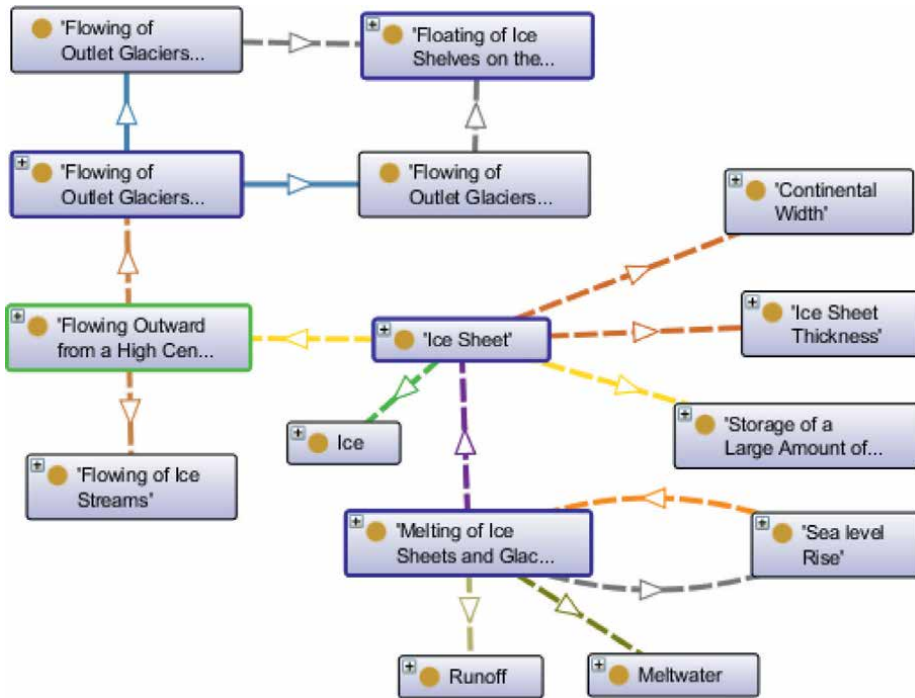 'Flowing of
Outlet Glaciers...
'Floating of Ice
Shelves on the...
'Flowing of
Outlet Glaciers...
'Flowing of
Outlet Glaciers...
'Continental
Width'
'Flowing Outward
from a High Cen...
'Ice Sheet'
'Ice Sheet
Thickness'
Ice
'Storage of a
Large Amount of...
'Flowing of Ice
Streams'
'Melting of Ice
Sheets and Glac...
'Sea level
Rise'
Runoff
Meltwater